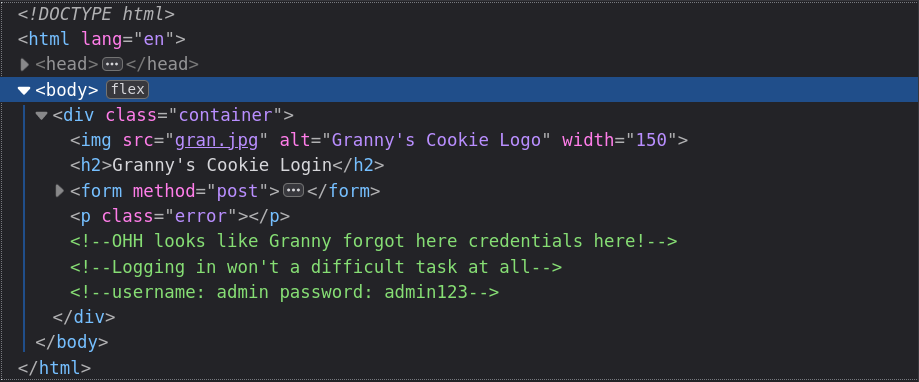 <!DOCTYPE html>
<html lang="en">
<head>···</head>
<body> flex
<div class="container">
<img src="gran.jpg" alt="Granny's Cookie Logo" width="150">
<h2>Granny's Cookie Login</h2>
<form method="post">···</form>
<p class="error"></p>
<!--OHH looks like Granny forgot here credentials here!-->
<!--Logging in won't a difficult task at all-->
<!--username: admin password: admin123-->
</div>
</body>
</html>